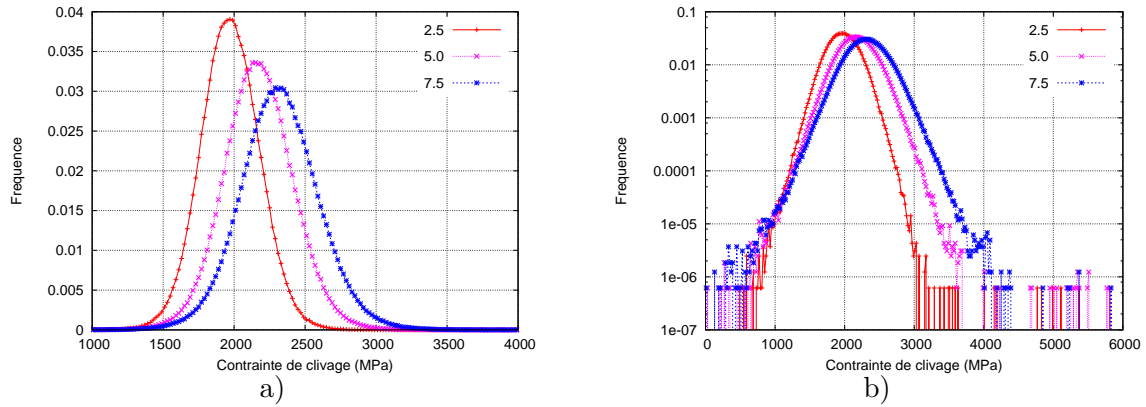 0.04
0.035
0.03
0.025
0.02
0.015
0.01
0.005
0
1000 1500 2000 2500 3000 3500 4000
Frequence
Contrainte de clivage (MPa)
2.5
5.0
7.5
a)
0.1
0.01
0.001
0.0001
1e-05
1e-06
1e-07
0 1000 2000 3000 4000 5000 6000
Frequence
Contrainte de clivage (MPa)
2.5
5.0
7.5
b)